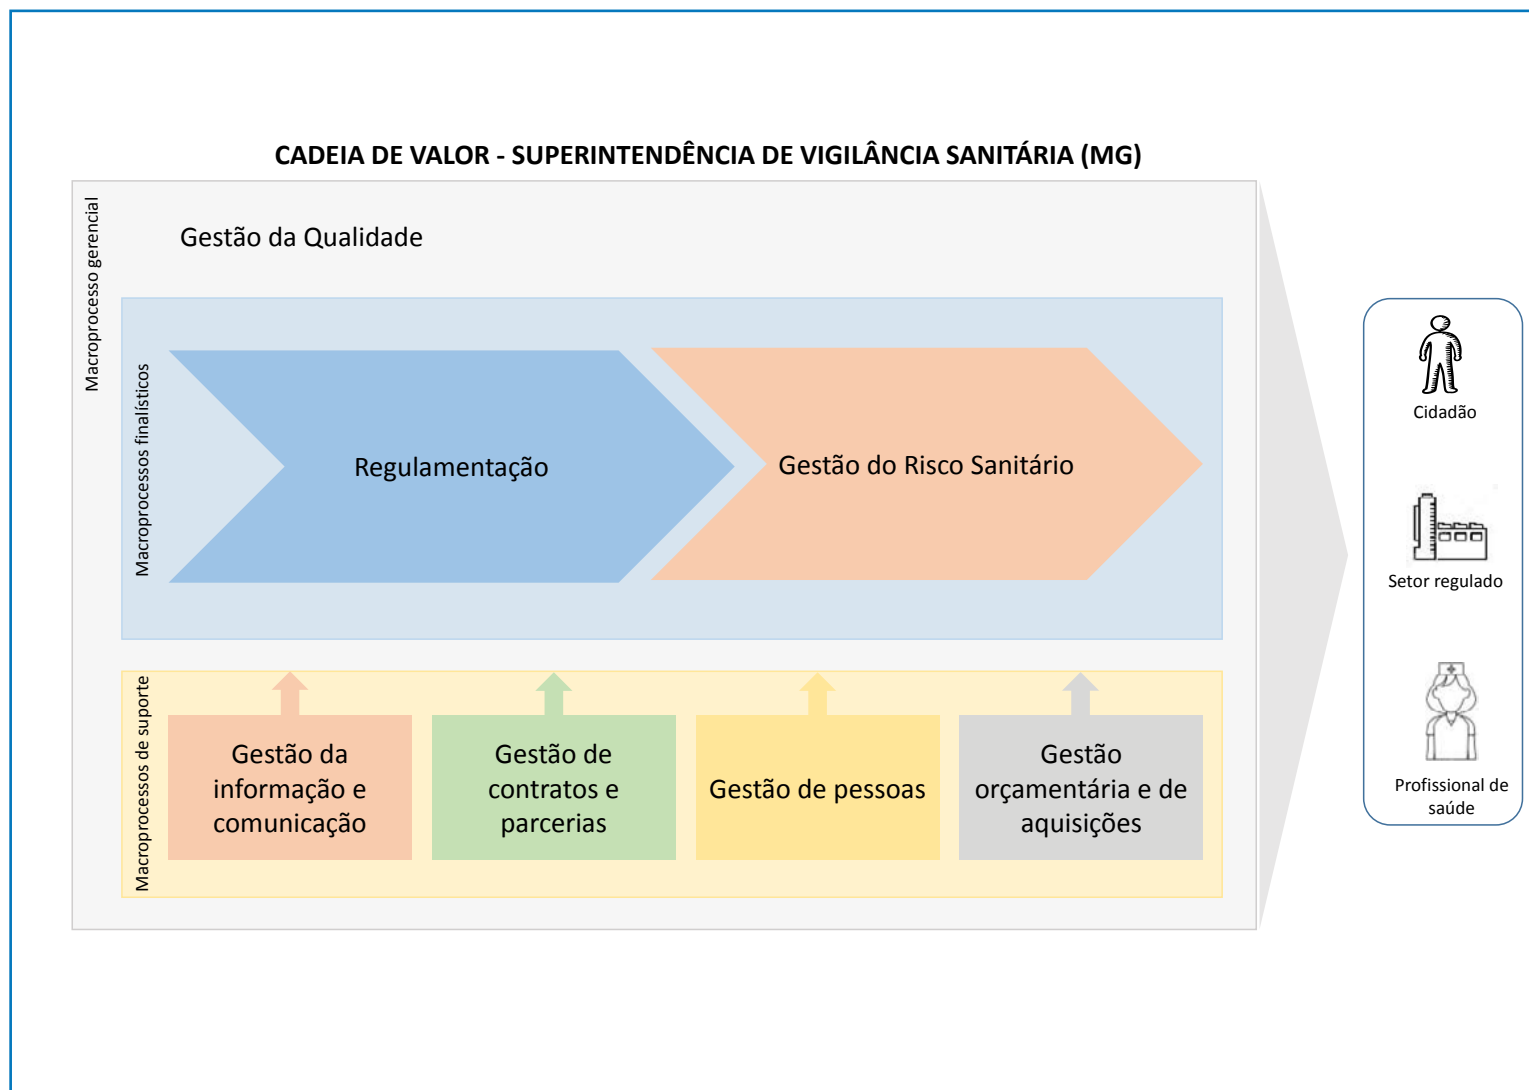 CADEIA DE VALOR - SUPERINTENDÊNCIA DE VIGILÂNCIA SANITÁRIA (MG)
Macroprocesso gerencial
Gestão da Qualidade
Macroprocessos finalísticos
Regulamentação
Gestão do Risco Sanitário
Macroprocessos de suporte
Gestão da
informação e
comunicação
Gestão de
contratos e
parcerias
Gestão de pessoas
Gestão
orçamentária e de
aquisições
Cidadão
Setor regulado
Profissional de
saúde